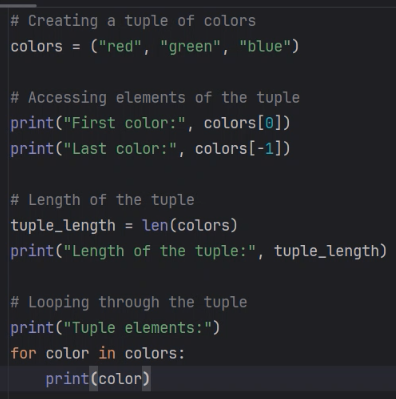 # Creating a tuple of colors
colors = ("red", "green", "blue")
# Accessing elements of the tuple
print("First color:", colors[0])
print("Last color:", colors[-1])
# Length of the tuple
tuple_length = len(colors)
print("Length of the tuple:", tuple_length)
# Looping through the tuple
print("Tuple elements:")
for color in colors:
    print(color)